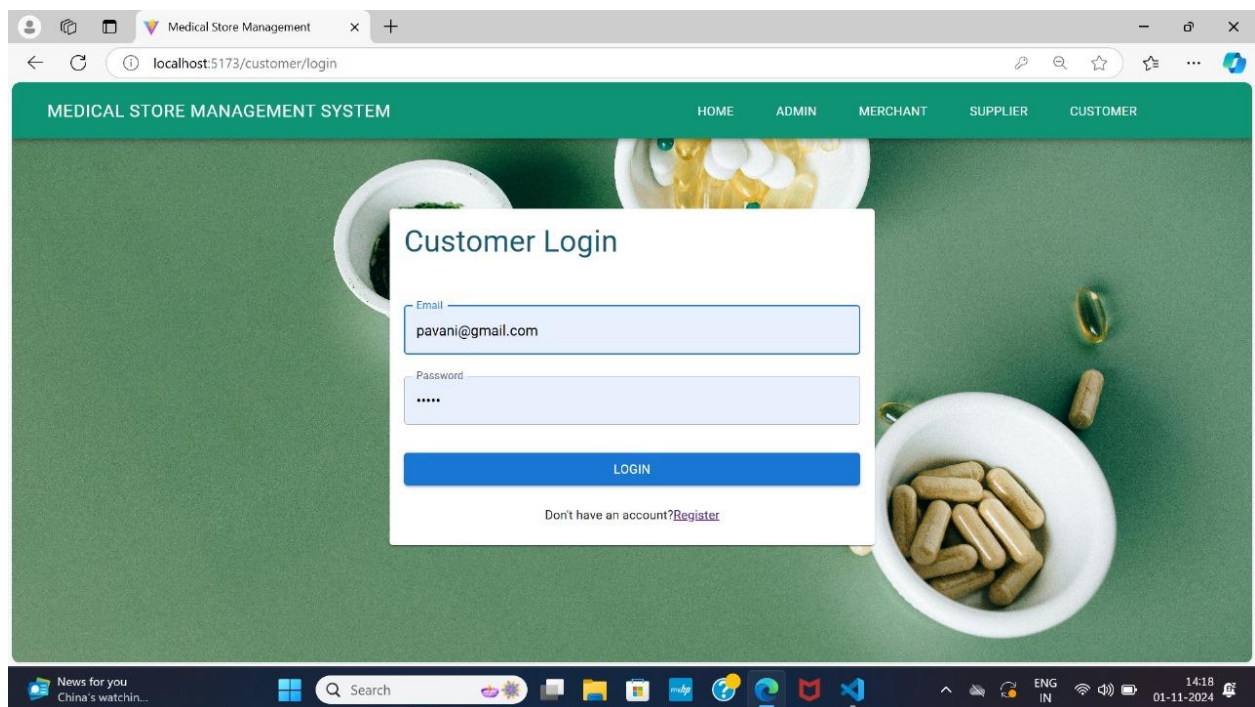 Medical Store Management
localhost:5173/customer/login
MEDICAL STORE MANAGEMENT SYSTEM HOME ADMIN MERCHANT SUPPLIER CUSTOMER
Customer Login
Email
pavani@gmail.com
Password
•••••
LOGIN
Don't have an account?Register
News for you
China's watchin...
Search
myhp
ENG
IN
14:18
01-11-2024